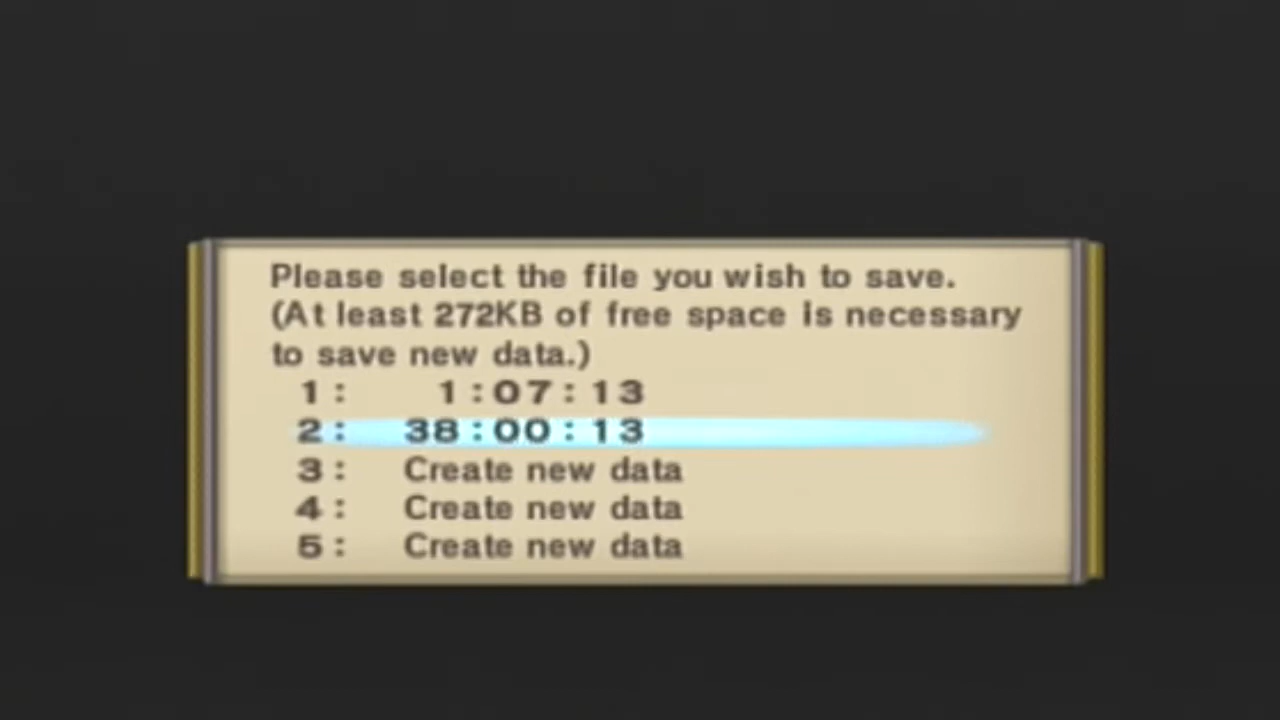 Please select the file you wish to save.
(At least 272KB of free space is necessary
to save new data.)
1: 1:07:13
2: 38:00:13
3: Create new data
4: Create new data
5: Create new data